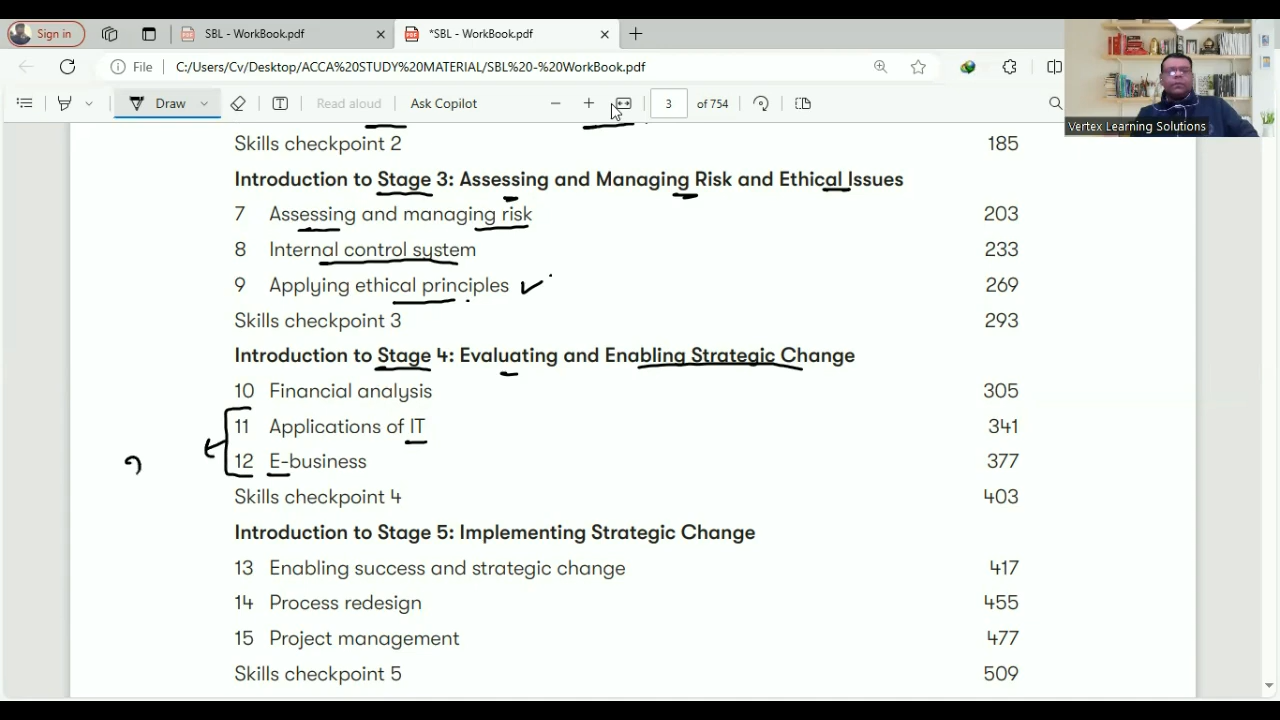 Sign in
SBL - WorkBook.pdf
*SBL - WorkBook.pdf
File
C:/Users/Cv/Desktop/ACCA%20STUDY%20MATERIAL/SBL%20-%20WorkBook.pdf
Draw
Read aloud
Ask Copilot
3 of 754
Vertex Learning Solutions
Skills checkpoint 2 185
Introduction to Stage 3: Assessing and Managing Risk and Ethical Issues
7 Assessing and managing risk 203
8 Internal control system 233
9 Applying ethical principles 269
Skills checkpoint 3 293
Introduction to Stage 4: Evaluating and Enabling Strategic Change
10 Financial analysis 305
11 Applications of IT 341
12 E-business 377
Skills checkpoint 4 403
Introduction to Stage 5: Implementing Strategic Change
13 Enabling success and strategic change 417
14 Process redesign 455
15 Project management 477
Skills checkpoint 5 509